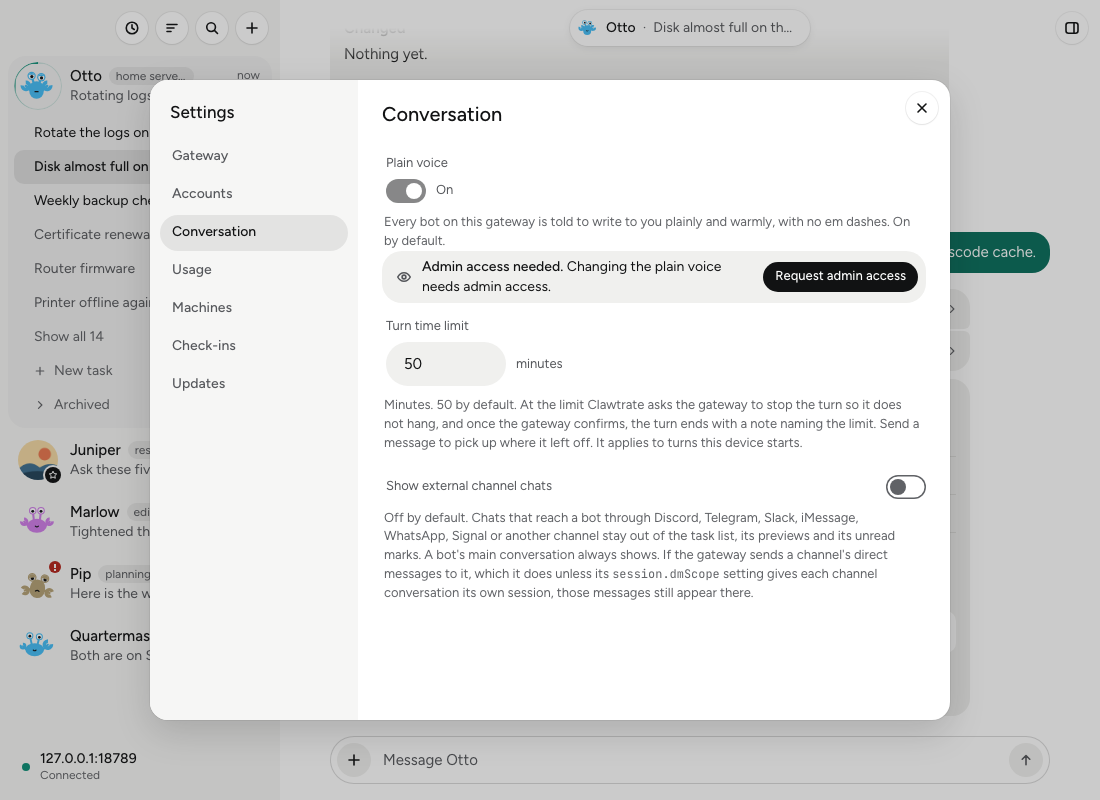 Otto · Disk almost full on th...
Nothing yet.
Otto home serve... now
Rotating logs
Rotate the logs on
Disk almost full on
Weekly backup che
Certificate renewa
Router firmware
Printer offline again
Show all 14
New task
Archived
Juniper res
Ask these fiv
Marlow edi
Tightened th
Pip planning
Here is the w
Quartermas
Both are on S
127.0.0.1:18789
Connected
scode cache.
Message Otto
Settings
Gateway
Accounts
Conversation
Usage
Machines
Check-ins
Updates
Conversation
Plain voice
On
Every bot on this gateway is told to write to you plainly and warmly, with no em dashes. On
by default.
Admin access needed. Changing the plain voice
needs admin access.
Request admin access
Turn time limit
50 minutes
Minutes. 50 by default. At the limit Clawtrate asks the gateway to stop the turn so it does
not hang, and once the gateway confirms, the turn ends with a note naming the limit. Send a
message to pick up where it left off. It applies to turns this device starts.
Show external channel chats
Off by default. Chats that reach a bot through Discord, Telegram, Slack, iMessage,
WhatsApp, Signal or another channel stay out of the task list, its previews and its unread
marks. A bot's main conversation always shows. If the gateway sends a channel's direct
messages to it, which it does unless its session.dmScope setting gives each channel
conversation its own session, those messages still appear there.